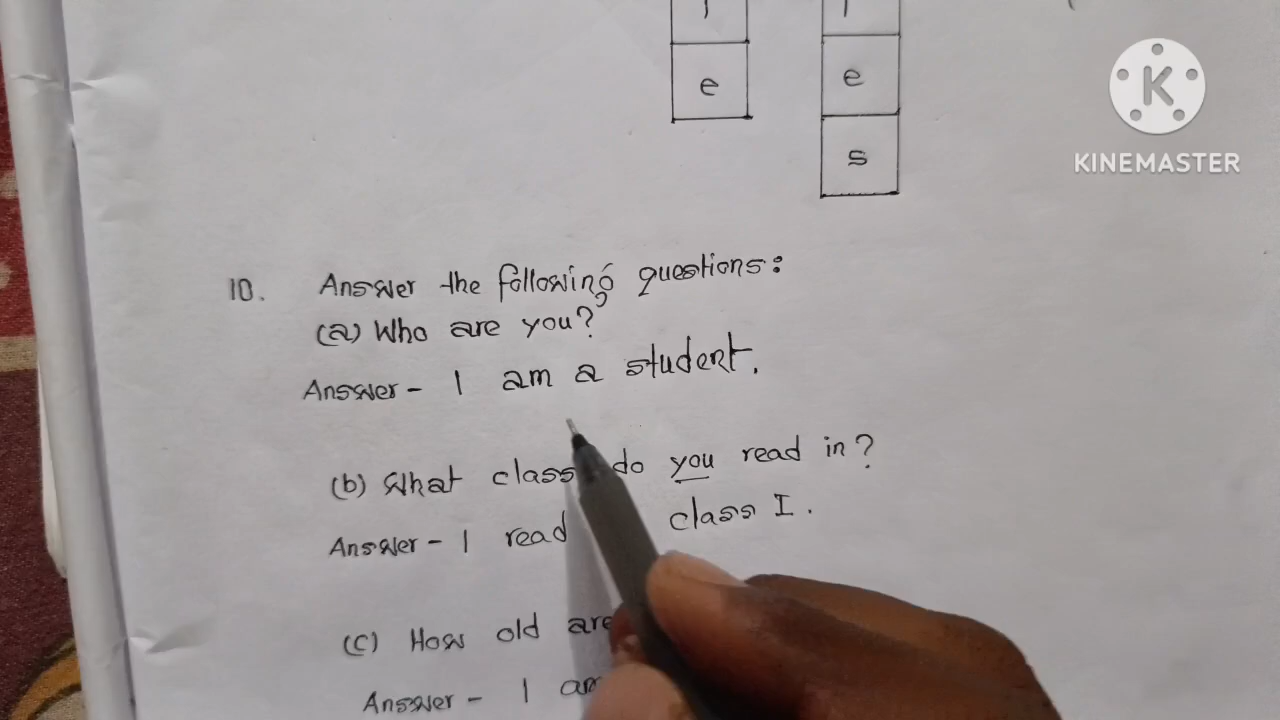 e
e
s
KINEMASTER
10. Answer the following questions:
(a) Who are you?
Answer - I am a student.
(b) What class do you read in?
Answer - I read class I.
(c) How old are
Answer - I am